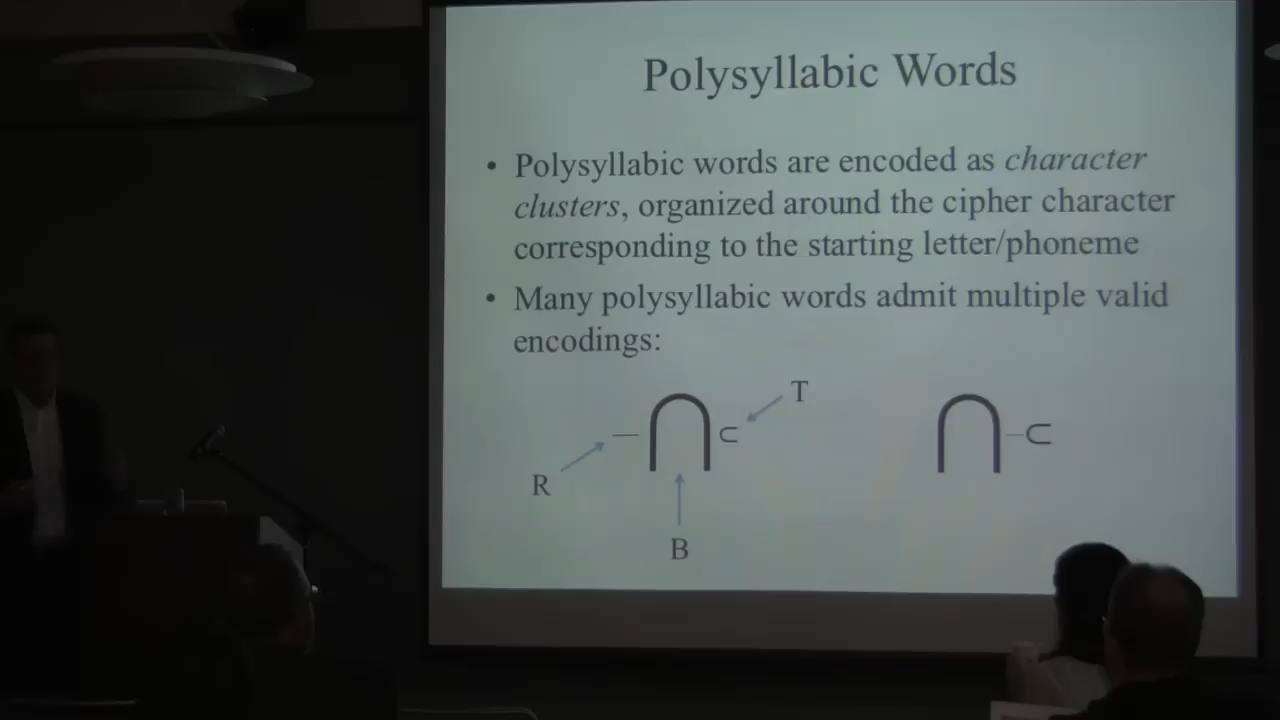 Polysyllabic Words
• Polysyllabic words are encoded as character
clusters, organized around the cipher character
corresponding to the starting letter/phoneme
• Many polysyllabic words admit multiple valid
encodings:
T
R
B